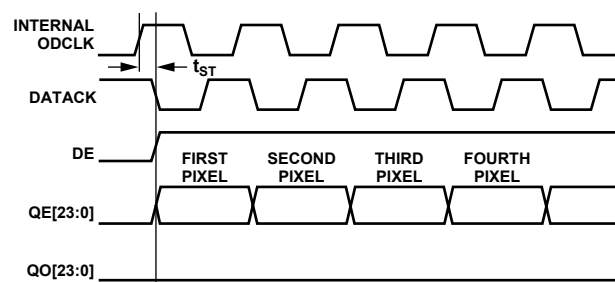 INTERNAL
ODCLK
tST
DATACK
DE
FIRST SECOND THIRD FOURTH
PIXEL PIXEL PIXEL PIXEL
QE[23:0]
QO[23:0]